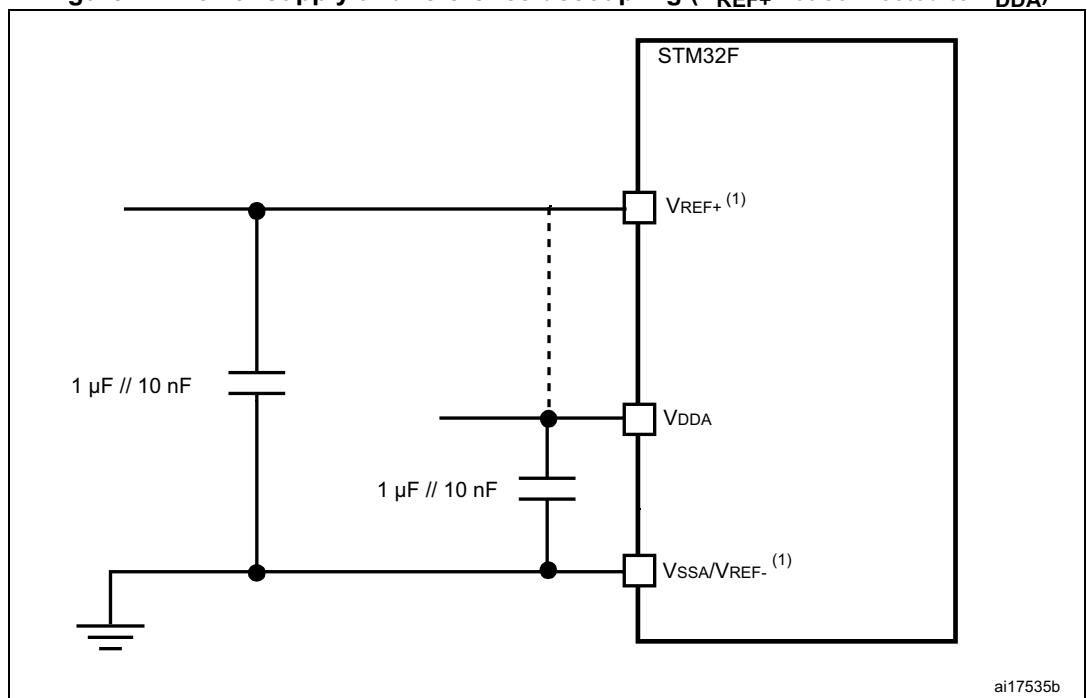 STM32F
VREF+ (1)
1 µF // 10 nF
VDDA
1 µF // 10 nF
VSSA/VREF- (1)
ai17535b